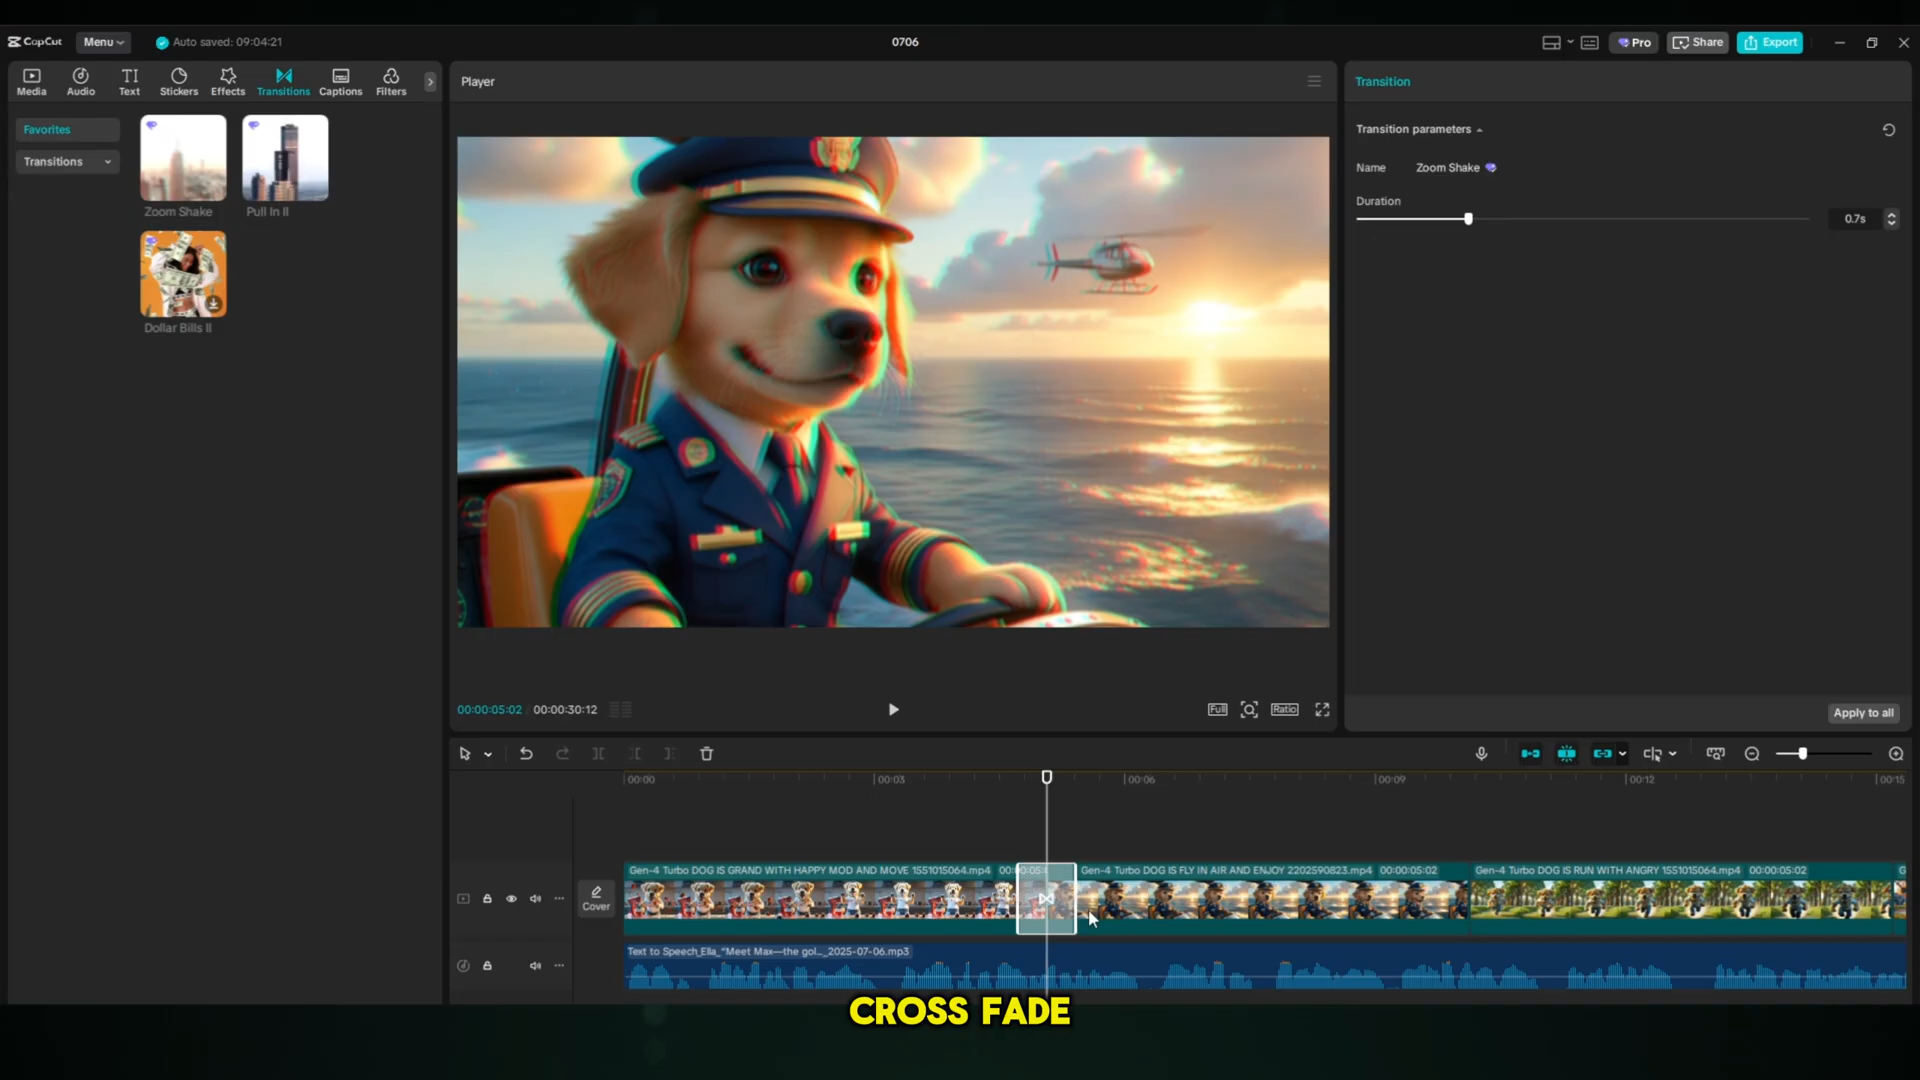 CapCut
Menu
Auto saved: 09:04:21
0706
Pro
Share
Export
Media
Audio
TI
Text
Stickers
Effects
Transitions
Captions
Filters
Favorites
Transitions
Zoom Shake
Pull In II
Dollar Bills II
Player
00:00:05:02
00:00:30:12
Full
Ratio
Transition
Transition parameters
Name
Zoom Shake
Duration
0.7s
Apply to all
00:00
00:03
00:06
00:09
00:12
00:15
Cover
Gen-4 Turbo DOG IS GRAND WITH HAPPY MOD AND MOVE 1551015064.mp4 00:00:05:
Gen-4 Turbo DOG IS FLY IN AIR AND ENJOY 2202590823.mp4 00:00:05:02
Gen-4 Turbo DOG IS RUN WITH ANGRY 1551015064.mp4 00:00:05:02
G
Text to Speech_Ella_"Meet Max—the gol..._2025-07-06.mp3
CROSS FADE